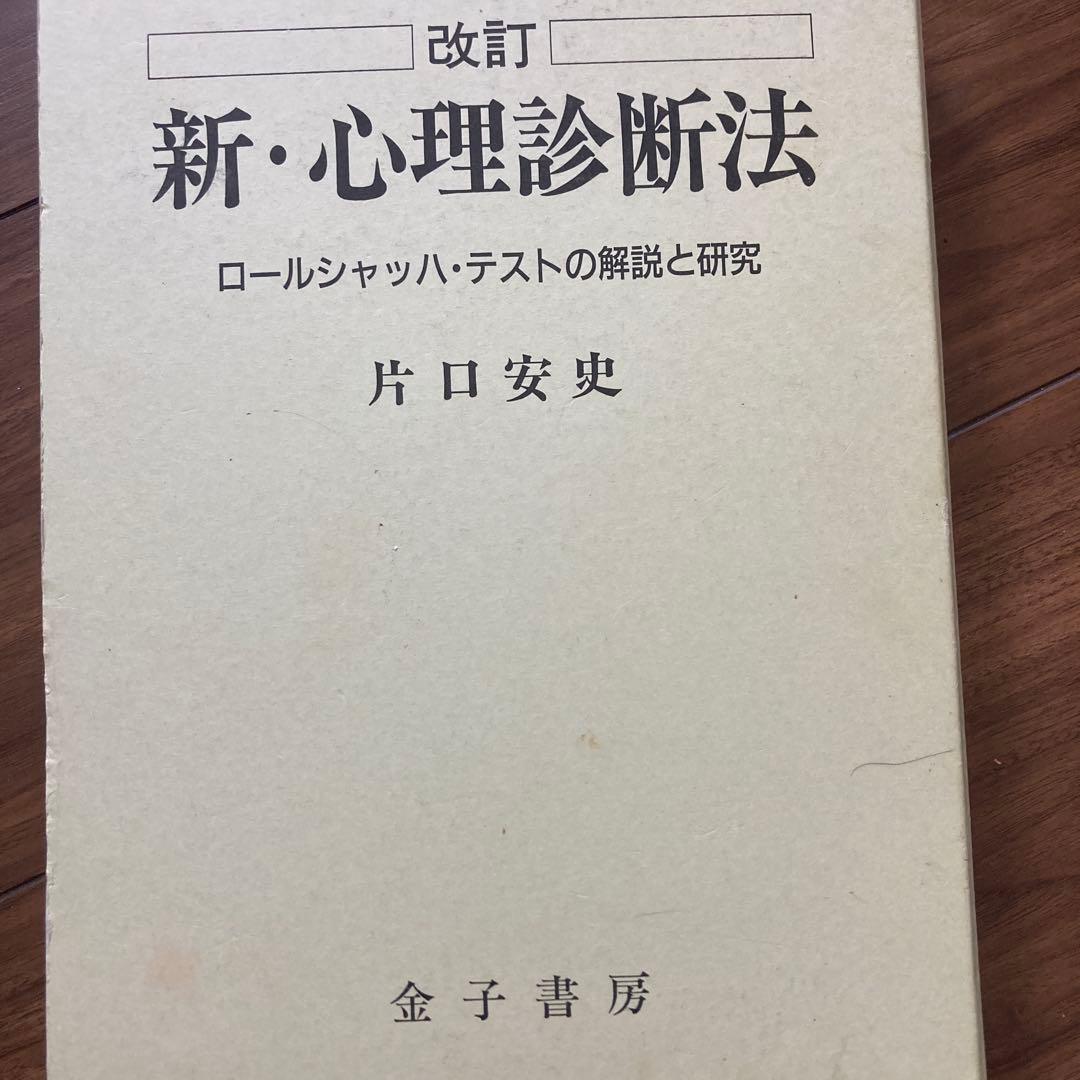 改訂
新・心理診断法
ロールシャッハ・テストの解説と研究
片口安史
金子書房